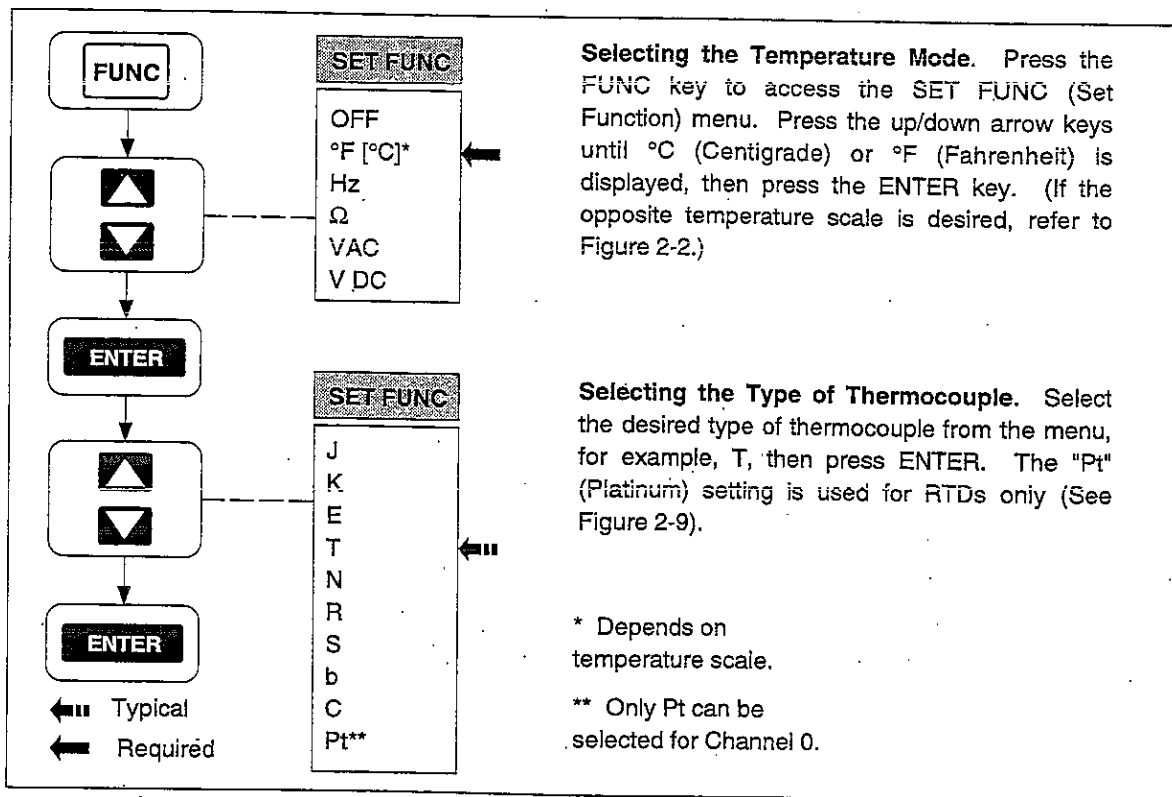 FUNC
SET FUNC
OFF
°F [°C]*
Hz
Ω
VAC
V DC
ENTER
Selecting the Temperature Mode. Press the
FUNC key to access the SET FUNC (Set
Function) menu. Press the up/down arrow keys
until °C (Centigrade) or °F (Fahrenheit) is
displayed, then press the ENTER key. (If the
opposite temperature scale is desired, refer to
Figure 2-2.)
SET FUNC
J
K
E
T
N
R
S
b
C
Pt**
ENTER
Selecting the Type of Thermocouple. Select
the desired type of thermocouple from the menu,
for example, T, then press ENTER. The "Pt"
(Platinum) setting is used for RTDs only (See
Figure 2-9).
* Depends on
temperature scale.
** Only Pt can be
selected for Channel 0.
Typical
Required